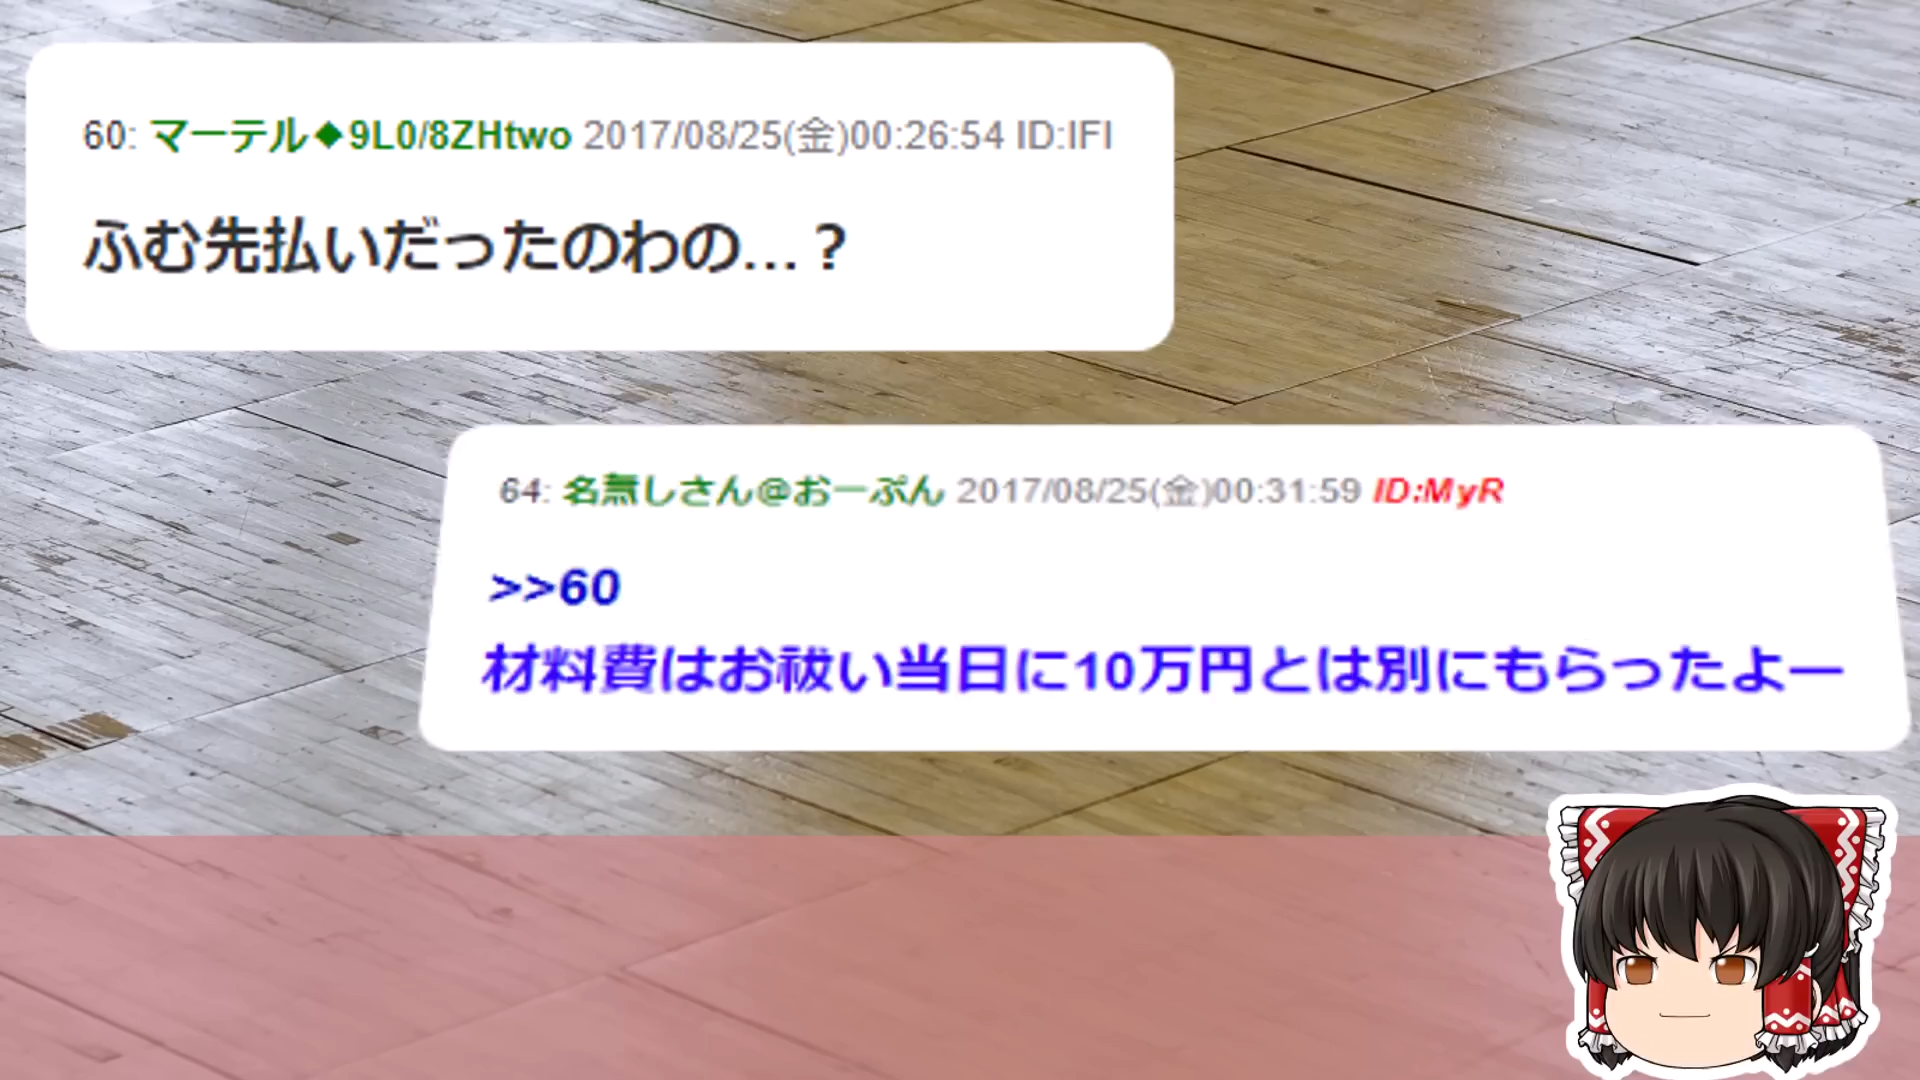 60: マーテル◆9L0/8ZHtwo 2017/08/25(金)00:26:54 ID:IFI
ふむ先払いだったのわの…？
64: 名無しさん＠おーぷん 2017/08/25(金)00:31:59 ID:MyR
>>60
材料費はお祓い当日に10万円とは別にもらったよー